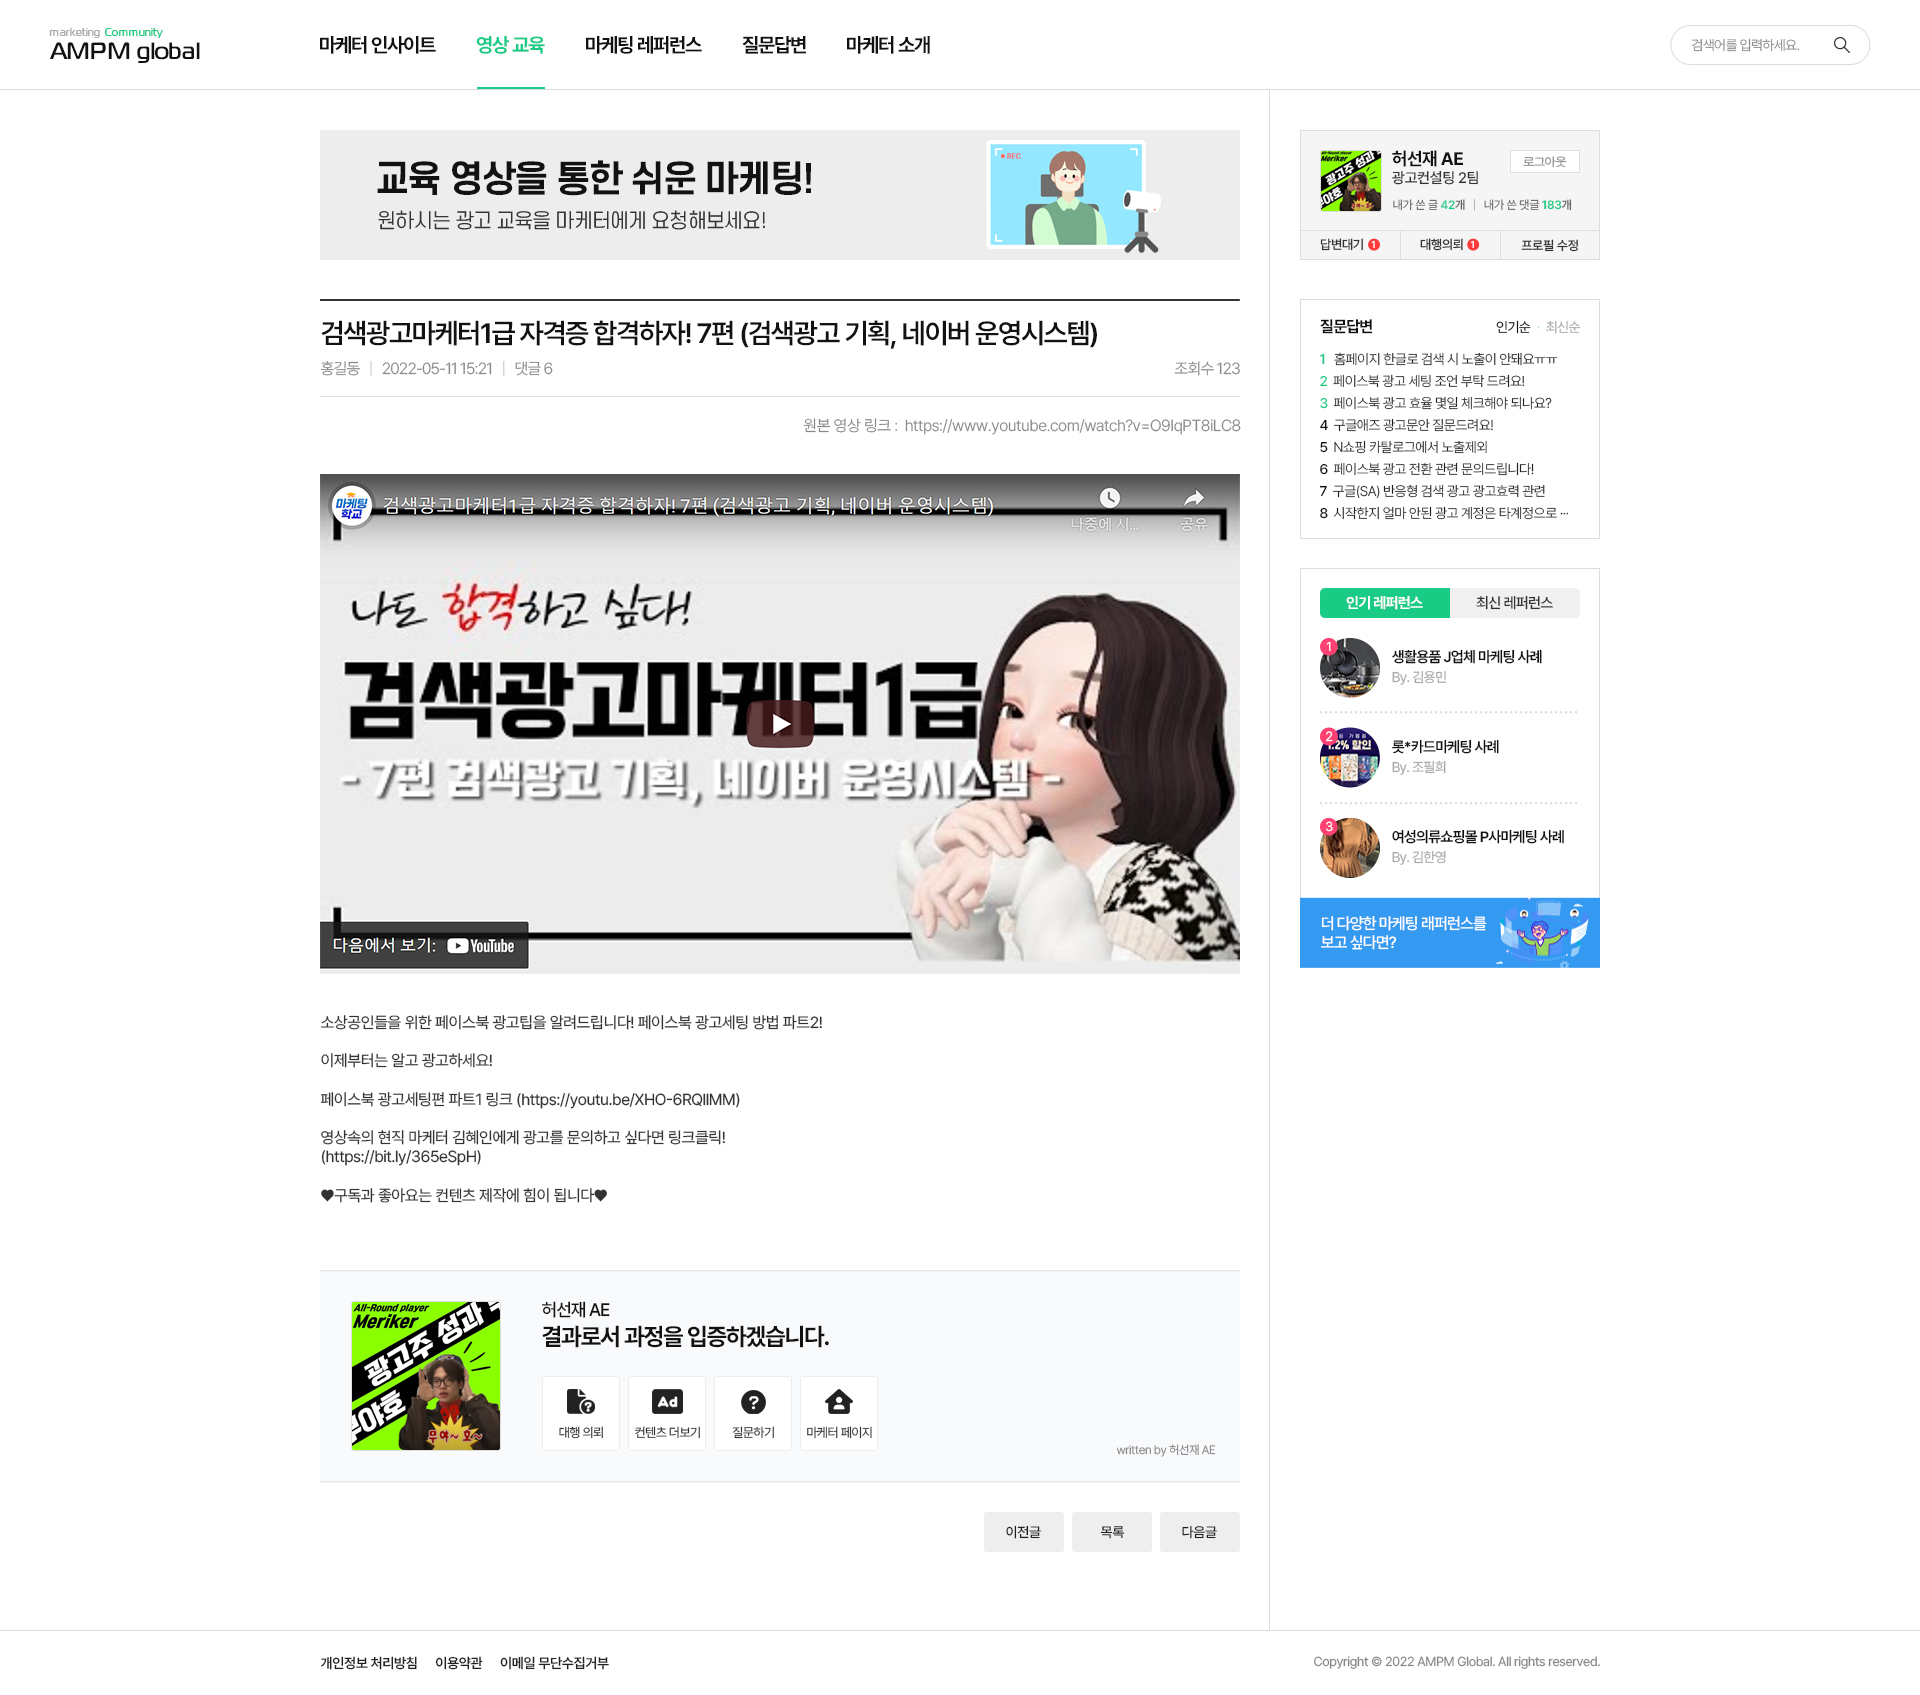 marketing Community
AMPM global
마케터 인사이트
영상 교육
마케팅 레퍼런스
질문답변
마케터 소개
검색어를 입력하세요.
교육 영상을 통한 쉬운 마케팅!
원하시는 광고 교육을 마케터에게 요청해보세요!
REC
검색광고마케터1급 자격증 합격하자! 7편 (검색광고 기획, 네이버 운영시스템)
홍길동 | 2022-05-11 15:21 | 댓글 6
조회수 123
원본 영상 링크 : https://www.youtube.com/watch?v=O9IqPT8iLC8
마케팅
학교
검색광고마케터1급 자격증 합격하자! 7편 (검색광고 기획, 네이버 운영시스템)
나중에 시...
공유
나도 합격하고 싶다!
검색광고마케터1급
- 7편 검색광고 기획, 네이버 운영시스템 -
다음에서 보기: YouTube
소상공인들을 위한 페이스북 광고팁을 알려드립니다! 페이스북 광고세팅 방법 파트2!
이제부터는 알고 광고하세요!
페이스북 광고세팅편 파트1 링크 (https://youtu.be/XHO-6RQIIMM)
영상속의 현직 마케터 김혜인에게 광고를 문의하고 싶다면 링크클릭!
(https://bit.ly/365eSpH)
♥구독과 좋아요는 컨텐츠 제작에 힘이 됩니다♥
All-Round player
Meriker
광고주 성과
무야호
무야~ 호~
허선재 AE
결과로서 과정을 입증하겠습니다.
대행 의뢰
Ad
컨텐츠 더보기
?
질문하기
마케터 페이지
written by 허선재 AE
이전글
목록
다음글
All-Round player
Meriker
광고주 성과
무야호
허선재 AE
로그아웃
광고컨설팅 2팀
내가 쓴 글 42개 | 내가 쓴 댓글 183개
답변대기 1
대행의뢰 1
프로필 수정
질문답변
인기순 · 최신순
1 홈페이지 한글로 검색 시 노출이 안돼요ㅠㅠ
2 페이스북 광고 세팅 조언 부탁 드려요!
3 페이스북 광고 효율 몇일 체크해야 되나요?
4 구글애즈 광고문안 질문드려요!
5 N쇼핑 카탈로그에서 노출제외
6 페이스북 광고 전환 관련 문의드립니다!
7 구글(SA) 반응형 검색 광고 광고효력 관련
8 시작한지 얼마 안된 광고 계정은 타계정으로 ···
인기 레퍼런스
최신 레퍼런스
1
생활용품 J업체 마케팅 사례
By. 김용민
2
1.2% 할인
롯*카드마케팅 사례
By. 조필희
3
여성의류쇼핑몰 P사마케팅 사례
By. 김한영
더 다양한 마케팅 래퍼런스를
보고 싶다면?
개인정보 처리방침
이용약관
이메일 무단수집거부
Copyright © 2022 AMPM Global. All rights reserved.